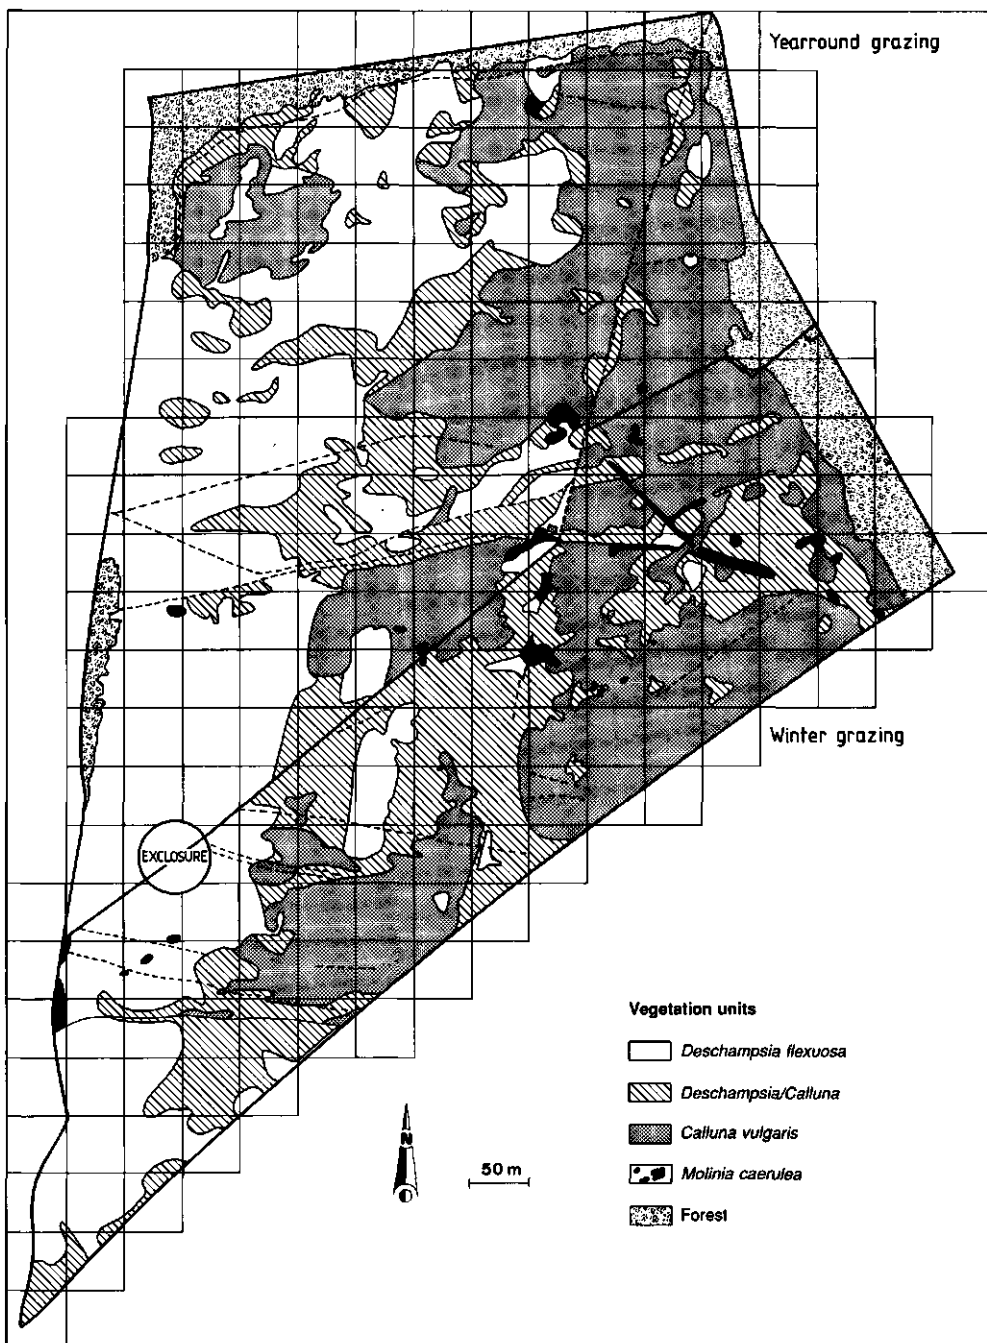 Yearround grazing
Winter grazing
EXCLOSURE
Vegetation units
Deschampsia flexuosa
Deschampsia/Calluna
Calluna vulgaris
Molinia caerulea
Forest
N
50 m